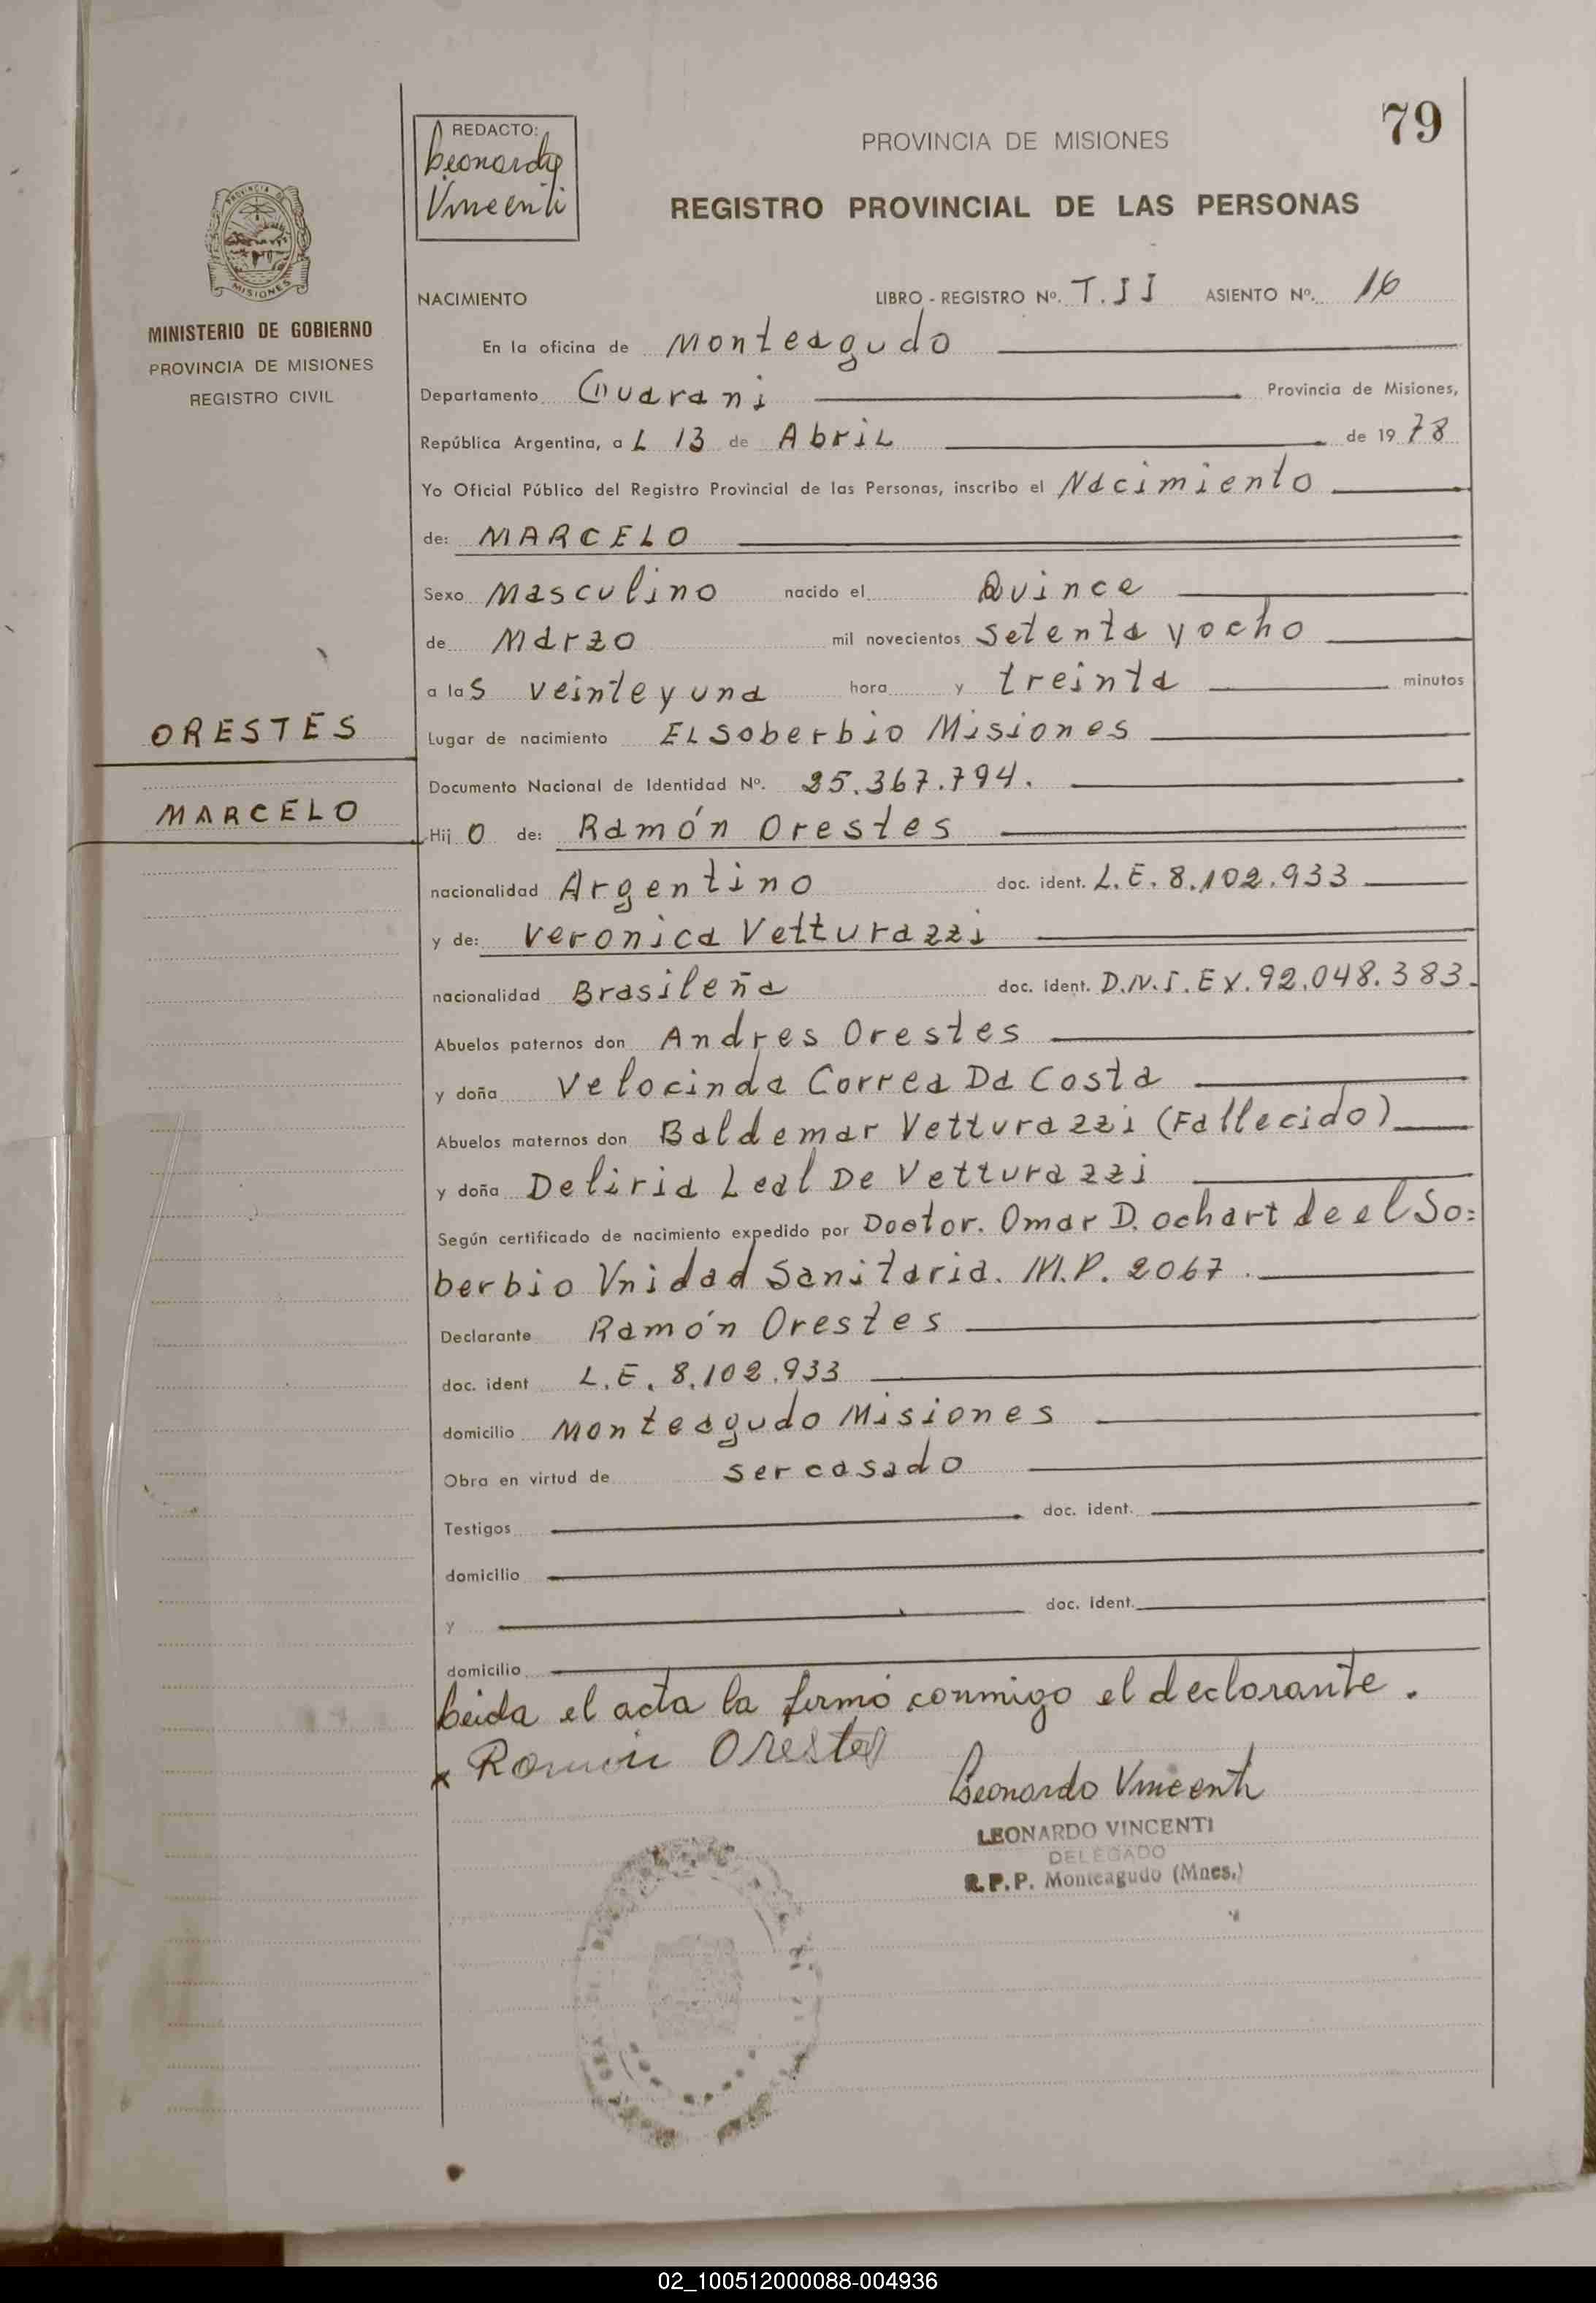 79
REDACTO:
Leonardo
Vincenti
PROVINCIA DE MISIONES
REGISTRO PROVINCIAL DE LAS PERSONAS
PROVINCIA DE
MISIONES
MINISTERIO DE GOBIERNO
PROVINCIA DE MISIONES
REGISTRO CIVIL
NACIMIENTO LIBRO - REGISTRO Nº. T.II ASIENTO Nº. 16
En la oficina de Monteagudo
Departamento Guarani Provincia de Misiones,
República Argentina, a L 13 de Abril de 1978
Yo Oficial Público del Registro Provincial de las Personas, inscribo el Nacimiento
de: MARCELO
Sexo Masculino nacido el Quince
de Marzo mil novecientos setenta y ocho
a las veinte y una hora y treinta minutos
ORESTES
Lugar de nacimiento El Soberbio Misiones
Documento Nacional de Identidad Nº. 25.367.794.
MARCELO
Hijo de: Ramón Orestes
nacionalidad Argentino doc. ident. L.E. 8.102.933
y de: Veronica Vetturazzi
nacionalidad Brasileña doc. ident. D.N.I. EX. 92.048.383.
Abuelos paternos don Andres Orestes
y doña Velocinda Correa Da Costa
Abuelos maternos don Baldemar Vetturazzi (Fallecido)
y doña Deliria Leal De Vetturazzi
Según certificado de nacimiento expedido por Doctor. Omar D. Ochart de el So=
berbio Unidad Sanitaria. M.P. 2067.
Declarante Ramón Orestes
doc. ident L.E. 8.102.933
domicilio Monteagudo Misiones
Obra en virtud de ser casado
Testigos doc. ident.
domicilio
y doc. ident.
domicilio
Leida el acta la firmó conmigo el declarante.
x Ramón Orestes
Leonardo Vincenti
LEONARDO VINCENTI
DELEGADO
R.P.P. Monteagudo (Mnes.)
02_100512000088-004936